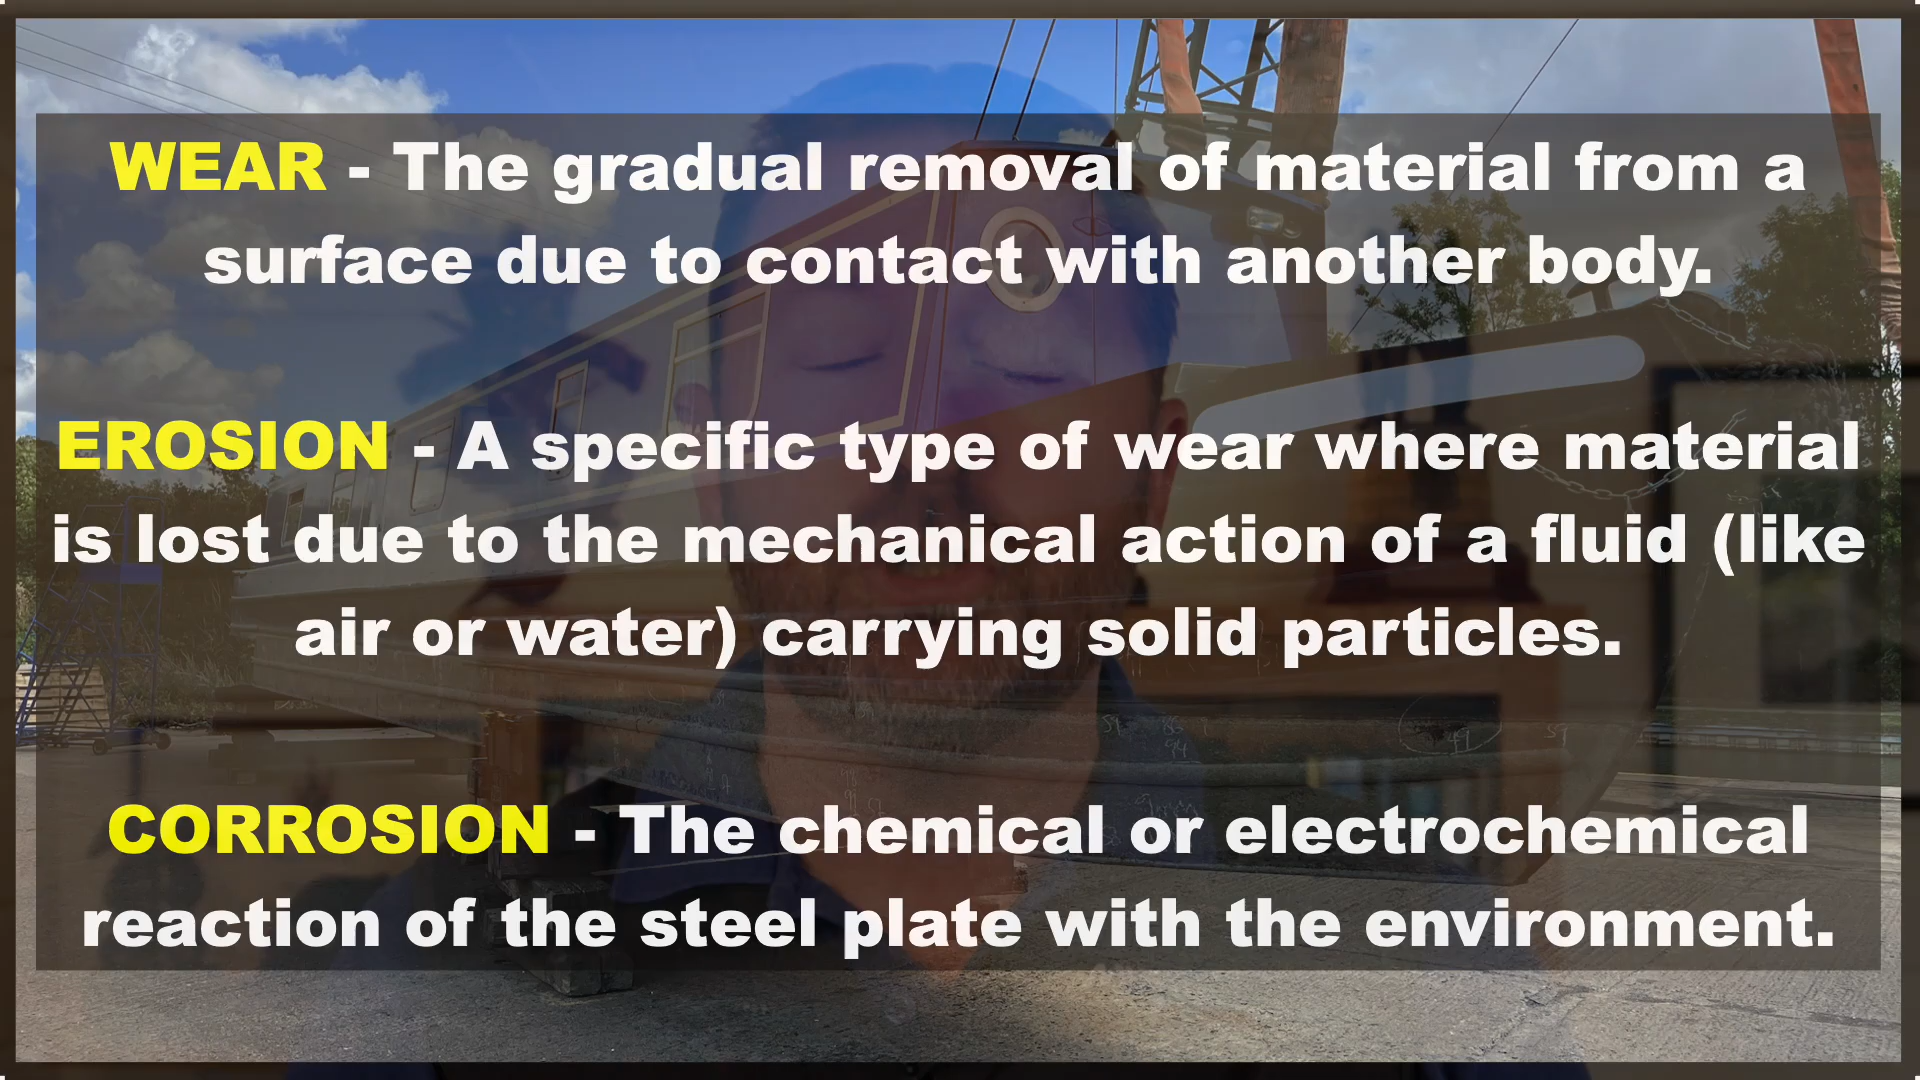 WEAR - The gradual removal of material from a
surface due to contact with another body.
EROSION - A specific type of wear where material
is lost due to the mechanical action of a fluid (like
air or water) carrying solid particles.
CORROSION - The chemical or electrochemical
reaction of the steel plate with the environment.